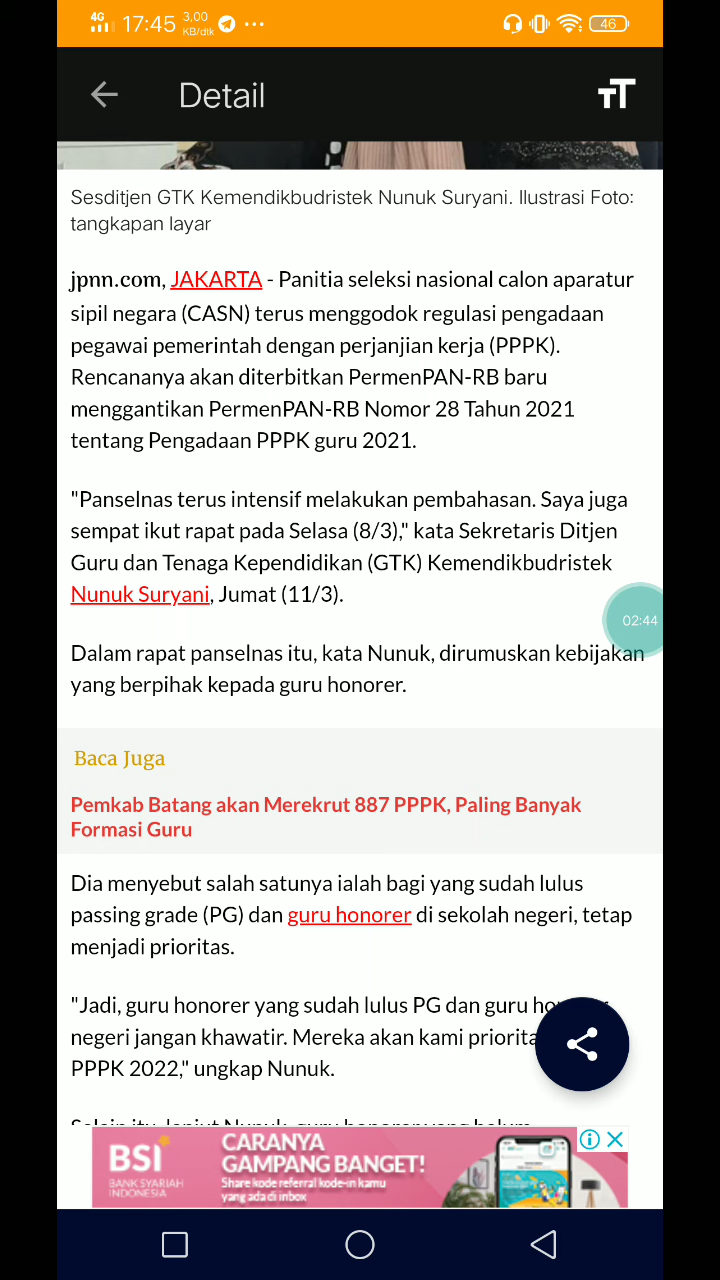 4G 17:45 3,00 KB/dtk ... 46
Detail
Sesditjen GTK Kemendikbudristek Nunuk Suryani. Ilustrasi Foto:
tangkapan layar
jpnn.com, JAKARTA - Panitia seleksi nasional calon aparatur
sipil negara (CASN) terus menggodok regulasi pengadaan
pegawai pemerintah dengan perjanjian kerja (PPPK).
Rencananya akan diterbitkan PermenPAN-RB baru
menggantikan PermenPAN-RB Nomor 28 Tahun 2021
tentang Pengadaan PPPK guru 2021.
"Panselnas terus intensif melakukan pembahasan. Saya juga
sempat ikut rapat pada Selasa (8/3)," kata Sekretaris Ditjen
Guru dan Tenaga Kependidikan (GTK) Kemendikbudristek
Nunuk Suryani, Jumat (11/3).
02:44
Dalam rapat panselnas itu, kata Nunuk, dirumuskan kebijakan
yang berpihak kepada guru honorer.
Baca Juga
Pemkab Batang akan Merekrut 887 PPPK, Paling Banyak
Formasi Guru
Dia menyebut salah satunya ialah bagi yang sudah lulus
passing grade (PG) dan guru honorer di sekolah negeri, tetap
menjadi prioritas.
"Jadi, guru honorer yang sudah lulus PG dan guru honorer
negeri jangan khawatir. Mereka akan kami priorita
PPPK 2022," ungkap Nunuk.
BSI
BANK SYARIAH
INDONESIA
CARANYA
GAMPANG BANGET!
Share kode referral kode-in kamu
yang ada di inbox